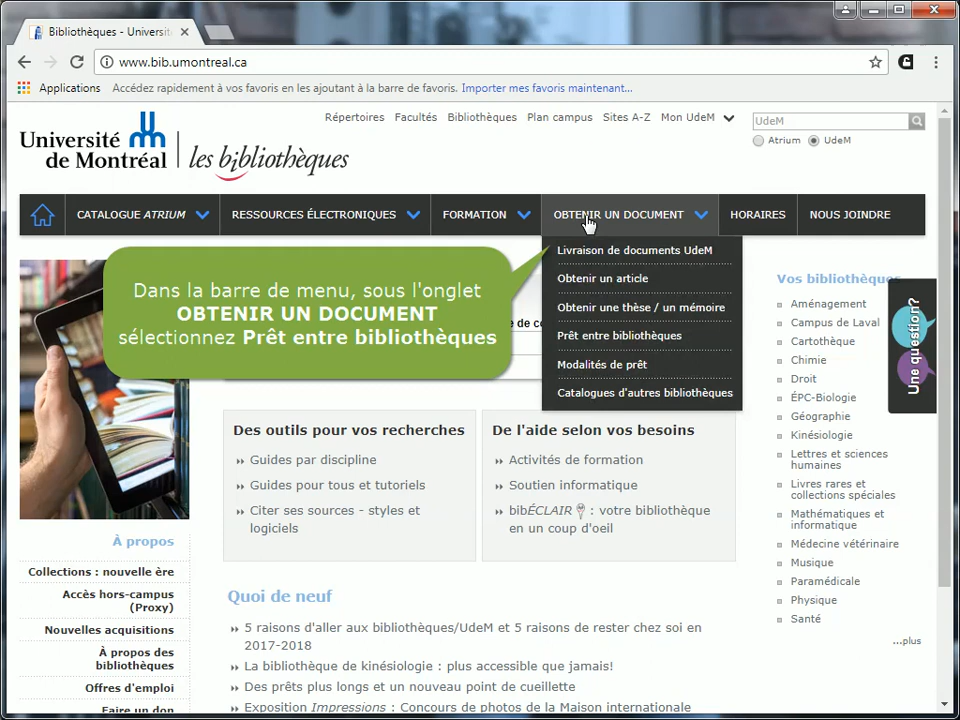 Bibliothèques - Universit
www.bib.umontreal.ca
Applications Accédez rapidement à vos favoris en les ajoutant à la barre de favoris. Importer mes favoris maintenant...
Répertoires Facultés Bibliothèques Plan campus Sites A-Z Mon UdeM
UdeM
Atrium UdeM
Université de Montréal
les bibliothèques
CATALOGUE ATRIUM RESSOURCES ÉLECTRONIQUES FORMATION OBTENIR UN DOCUMENT HORAIRES NOUS JOINDRE
Livraison de documents UdeM
Obtenir un article
Obtenir une thèse / un mémoire
Prêt entre bibliothèques
Modalités de prêt
Catalogues d'autres bibliothèques
Dans la barre de menu, sous l'onglet
OBTENIR UN DOCUMENT
sélectionnez Prêt entre bibliothèques
Des outils pour vos recherches
Guides par discipline
Guides pour tous et tutoriels
Citer ses sources - styles et
logiciels
De l'aide selon vos besoins
Activités de formation
Soutien informatique
bibÉCLAIR : votre bibliothèque
en un coup d'oeil
À propos
Collections : nouvelle ère
Accès hors-campus
(Proxy)
Nouvelles acquisitions
À propos des
bibliothèques
Offres d'emploi
Faire un don
Quoi de neuf
5 raisons d'aller aux bibliothèques/UdeM et 5 raisons de rester chez soi en
2017-2018
La bibliothèque de kinésiologie : plus accessible que jamais!
Des prêts plus longs et un nouveau point de cueillette
Exposition Impressions : Concours de photos de la Maison internationale
Vos bibliothèques
Aménagement
Campus de Laval
Cartothèque
Chimie
Droit
ÉPC-Biologie
Géographie
Kinésiologie
Lettres et sciences
humaines
Livres rares et
collections spéciales
Mathématiques et
informatique
Médecine vétérinaire
Musique
Paramédicale
Physique
Santé
...plus
Une question?